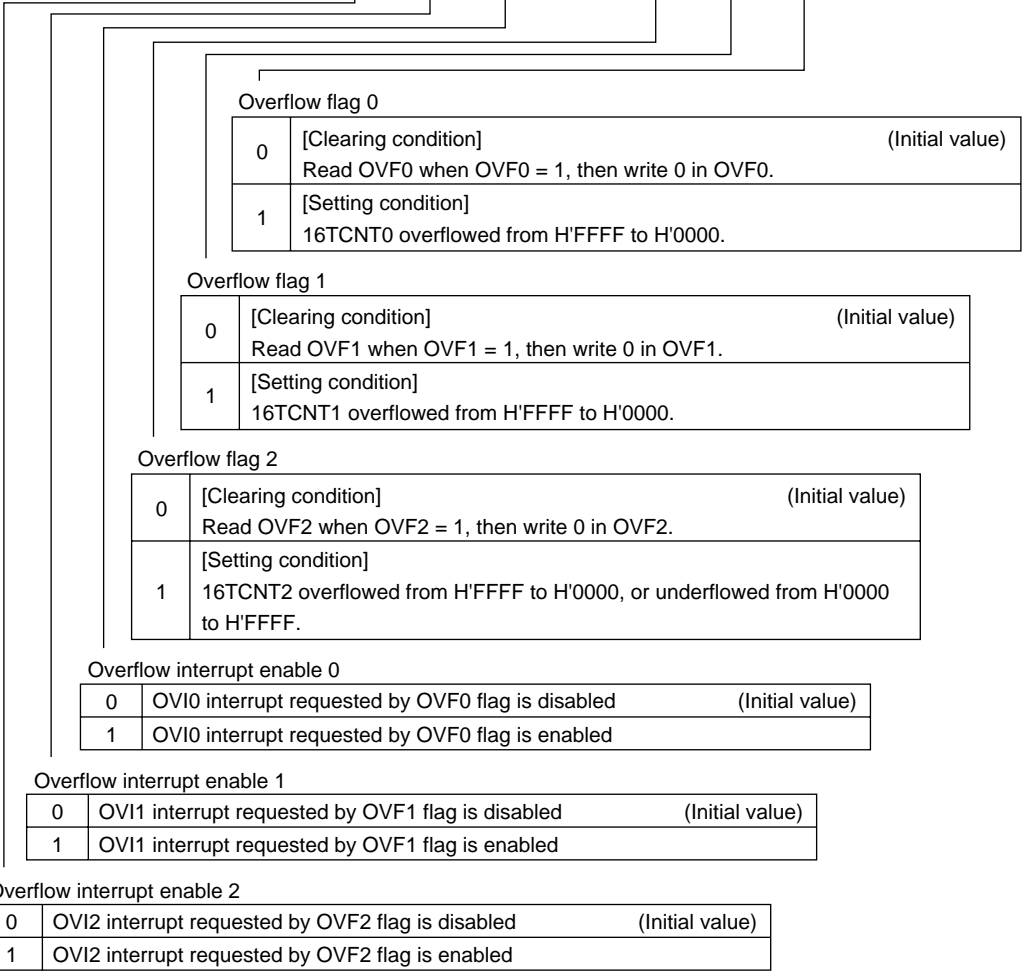 Overflow flag 0
0 [Clearing condition] (Initial value)
Read OVF0 when OVF0 = 1, then write 0 in OVF0.
1 [Setting condition]
16TCNT0 overflowed from H'FFFF to H'0000.
Overflow flag 1
0 [Clearing condition] (Initial value)
Read OVF1 when OVF1 = 1, then write 0 in OVF1.
1 [Setting condition]
16TCNT1 overflowed from H'FFFF to H'0000.
Overflow flag 2
0 [Clearing condition] (Initial value)
Read OVF2 when OVF2 = 1, then write 0 in OVF2.
[Setting condition]
1 16TCNT2 overflowed from H'FFFF to H'0000, or underflowed from H'0000
to H'FFFF.
Overflow interrupt enable 0
0 OVI0 interrupt requested by OVF0 flag is disabled (Initial value)
1 OVI0 interrupt requested by OVF0 flag is enabled
Overflow interrupt enable 1
0 OVI1 interrupt requested by OVF1 flag is disabled (Initial value)
1 OVI1 interrupt requested by OVF1 flag is enabled
Overflow interrupt enable 2
0 OVI2 interrupt requested by OVF2 flag is disabled (Initial value)
1 OVI2 interrupt requested by OVF2 flag is enabled